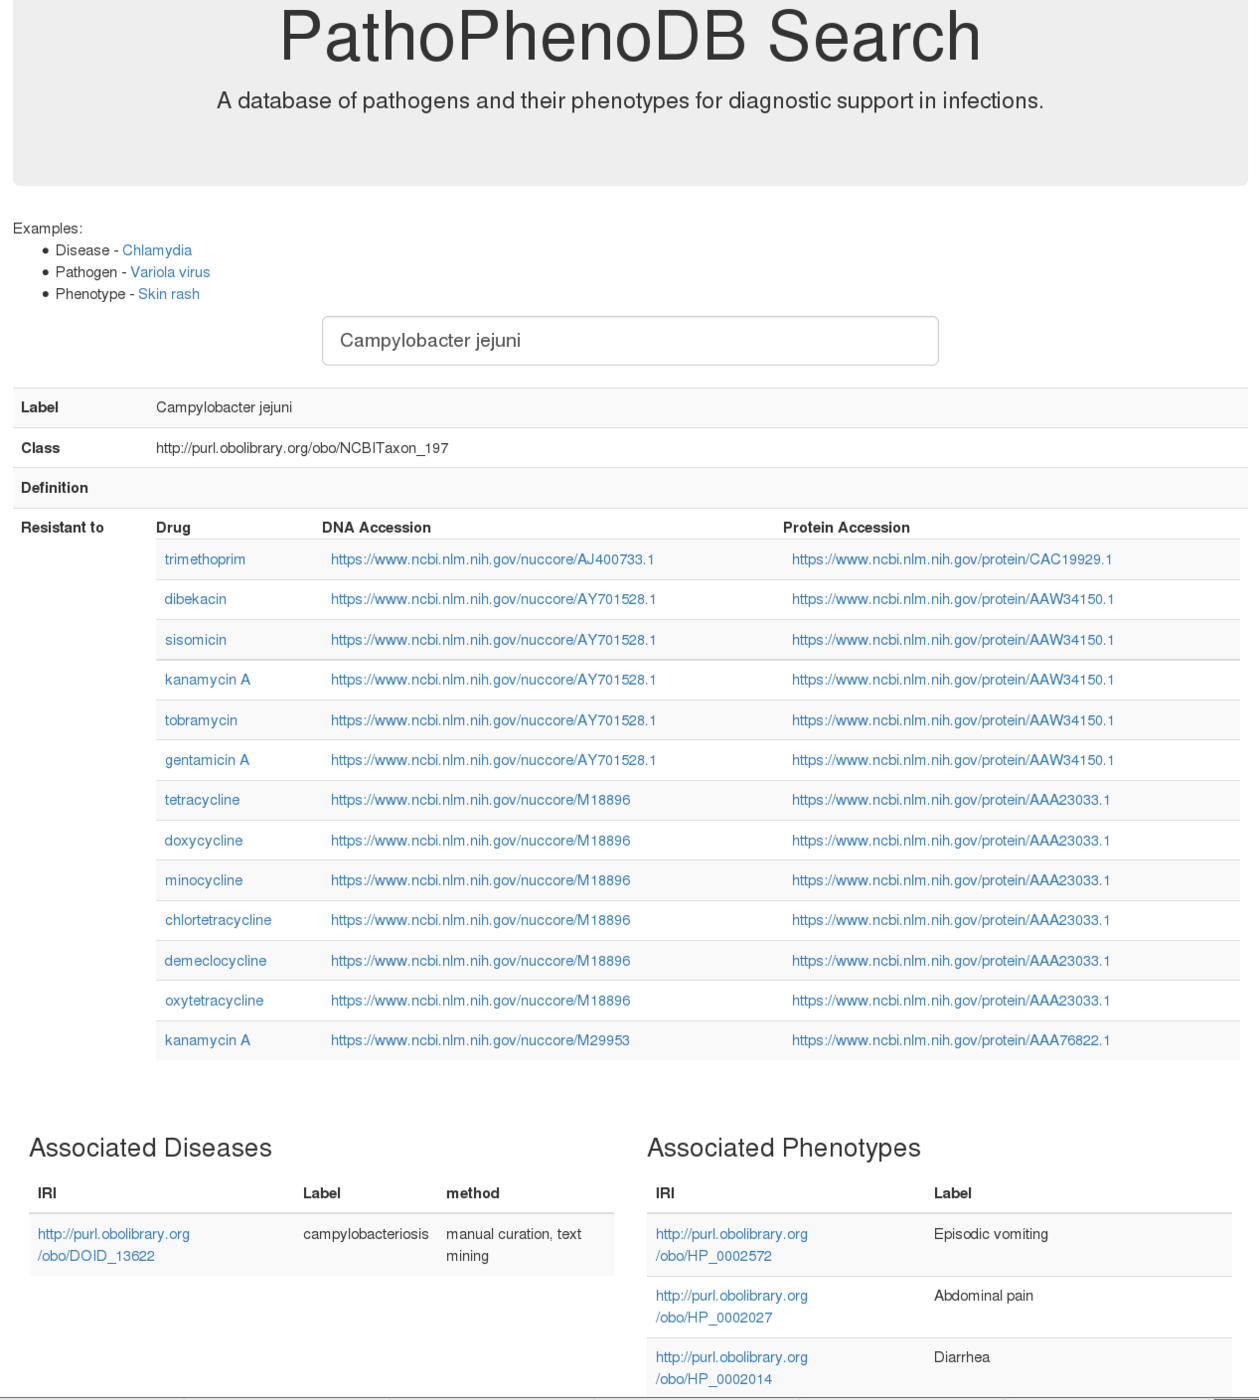 PathoPhenoDB Search
A database of pathogens and their phenotypes for diagnostic support in infections.
Examples:
• Disease - Chlamydia
• Pathogen - Variola virus
• Phenotype - Skin rash
Campylobacter jejuni
Label Campylobacter jejuni
Class http://purl.obolibrary.org/obo/NCBITaxon_197
Definition
Resistant to Drug DNA Accession Protein Accession
trimethoprim https://www.ncbi.nlm.nih.gov/nuccore/AJ400733.1 https://www.ncbi.nlm.nih.gov/protein/CAC19929.1
dibekacin https://www.ncbi.nlm.nih.gov/nuccore/AY701528.1 https://www.ncbi.nlm.nih.gov/protein/AAW34150.1
sisomicin https://www.ncbi.nlm.nih.gov/nuccore/AY701528.1 https://www.ncbi.nlm.nih.gov/protein/AAW34150.1
kanamycin A https://www.ncbi.nlm.nih.gov/nuccore/AY701528.1 https://www.ncbi.nlm.nih.gov/protein/AAW34150.1
tobramycin https://www.ncbi.nlm.nih.gov/nuccore/AY701528.1 https://www.ncbi.nlm.nih.gov/protein/AAW34150.1
gentamicin A https://www.ncbi.nlm.nih.gov/nuccore/AY701528.1 https://www.ncbi.nlm.nih.gov/protein/AAW34150.1
tetracycline https://www.ncbi.nlm.nih.gov/nuccore/M18896 https://www.ncbi.nlm.nih.gov/protein/AAA23033.1
doxycycline https://www.ncbi.nlm.nih.gov/nuccore/M18896 https://www.ncbi.nlm.nih.gov/protein/AAA23033.1
minocycline https://www.ncbi.nlm.nih.gov/nuccore/M18896 https://www.ncbi.nlm.nih.gov/protein/AAA23033.1
chlortetracycline https://www.ncbi.nlm.nih.gov/nuccore/M18896 https://www.ncbi.nlm.nih.gov/protein/AAA23033.1
demeclocycline https://www.ncbi.nlm.nih.gov/nuccore/M18896 https://www.ncbi.nlm.nih.gov/protein/AAA23033.1
oxytetracycline https://www.ncbi.nlm.nih.gov/nuccore/M18896 https://www.ncbi.nlm.nih.gov/protein/AAA23033.1
kanamycin A https://www.ncbi.nlm.nih.gov/nuccore/M29953 https://www.ncbi.nlm.nih.gov/protein/AAA76822.1
Associated Diseases
IRI Label method
http://purl.obolibrary.org campylobacteriosis manual curation, text
/obo/DOID_13622 mining
Associated Phenotypes
IRI Label
http://purl.obolibrary.org Episodic vomiting
/obo/HP_0002572
http://purl.obolibrary.org Abdominal pain
/obo/HP_0002027
http://purl.obolibrary.org Diarrhea
/obo/HP_0002014